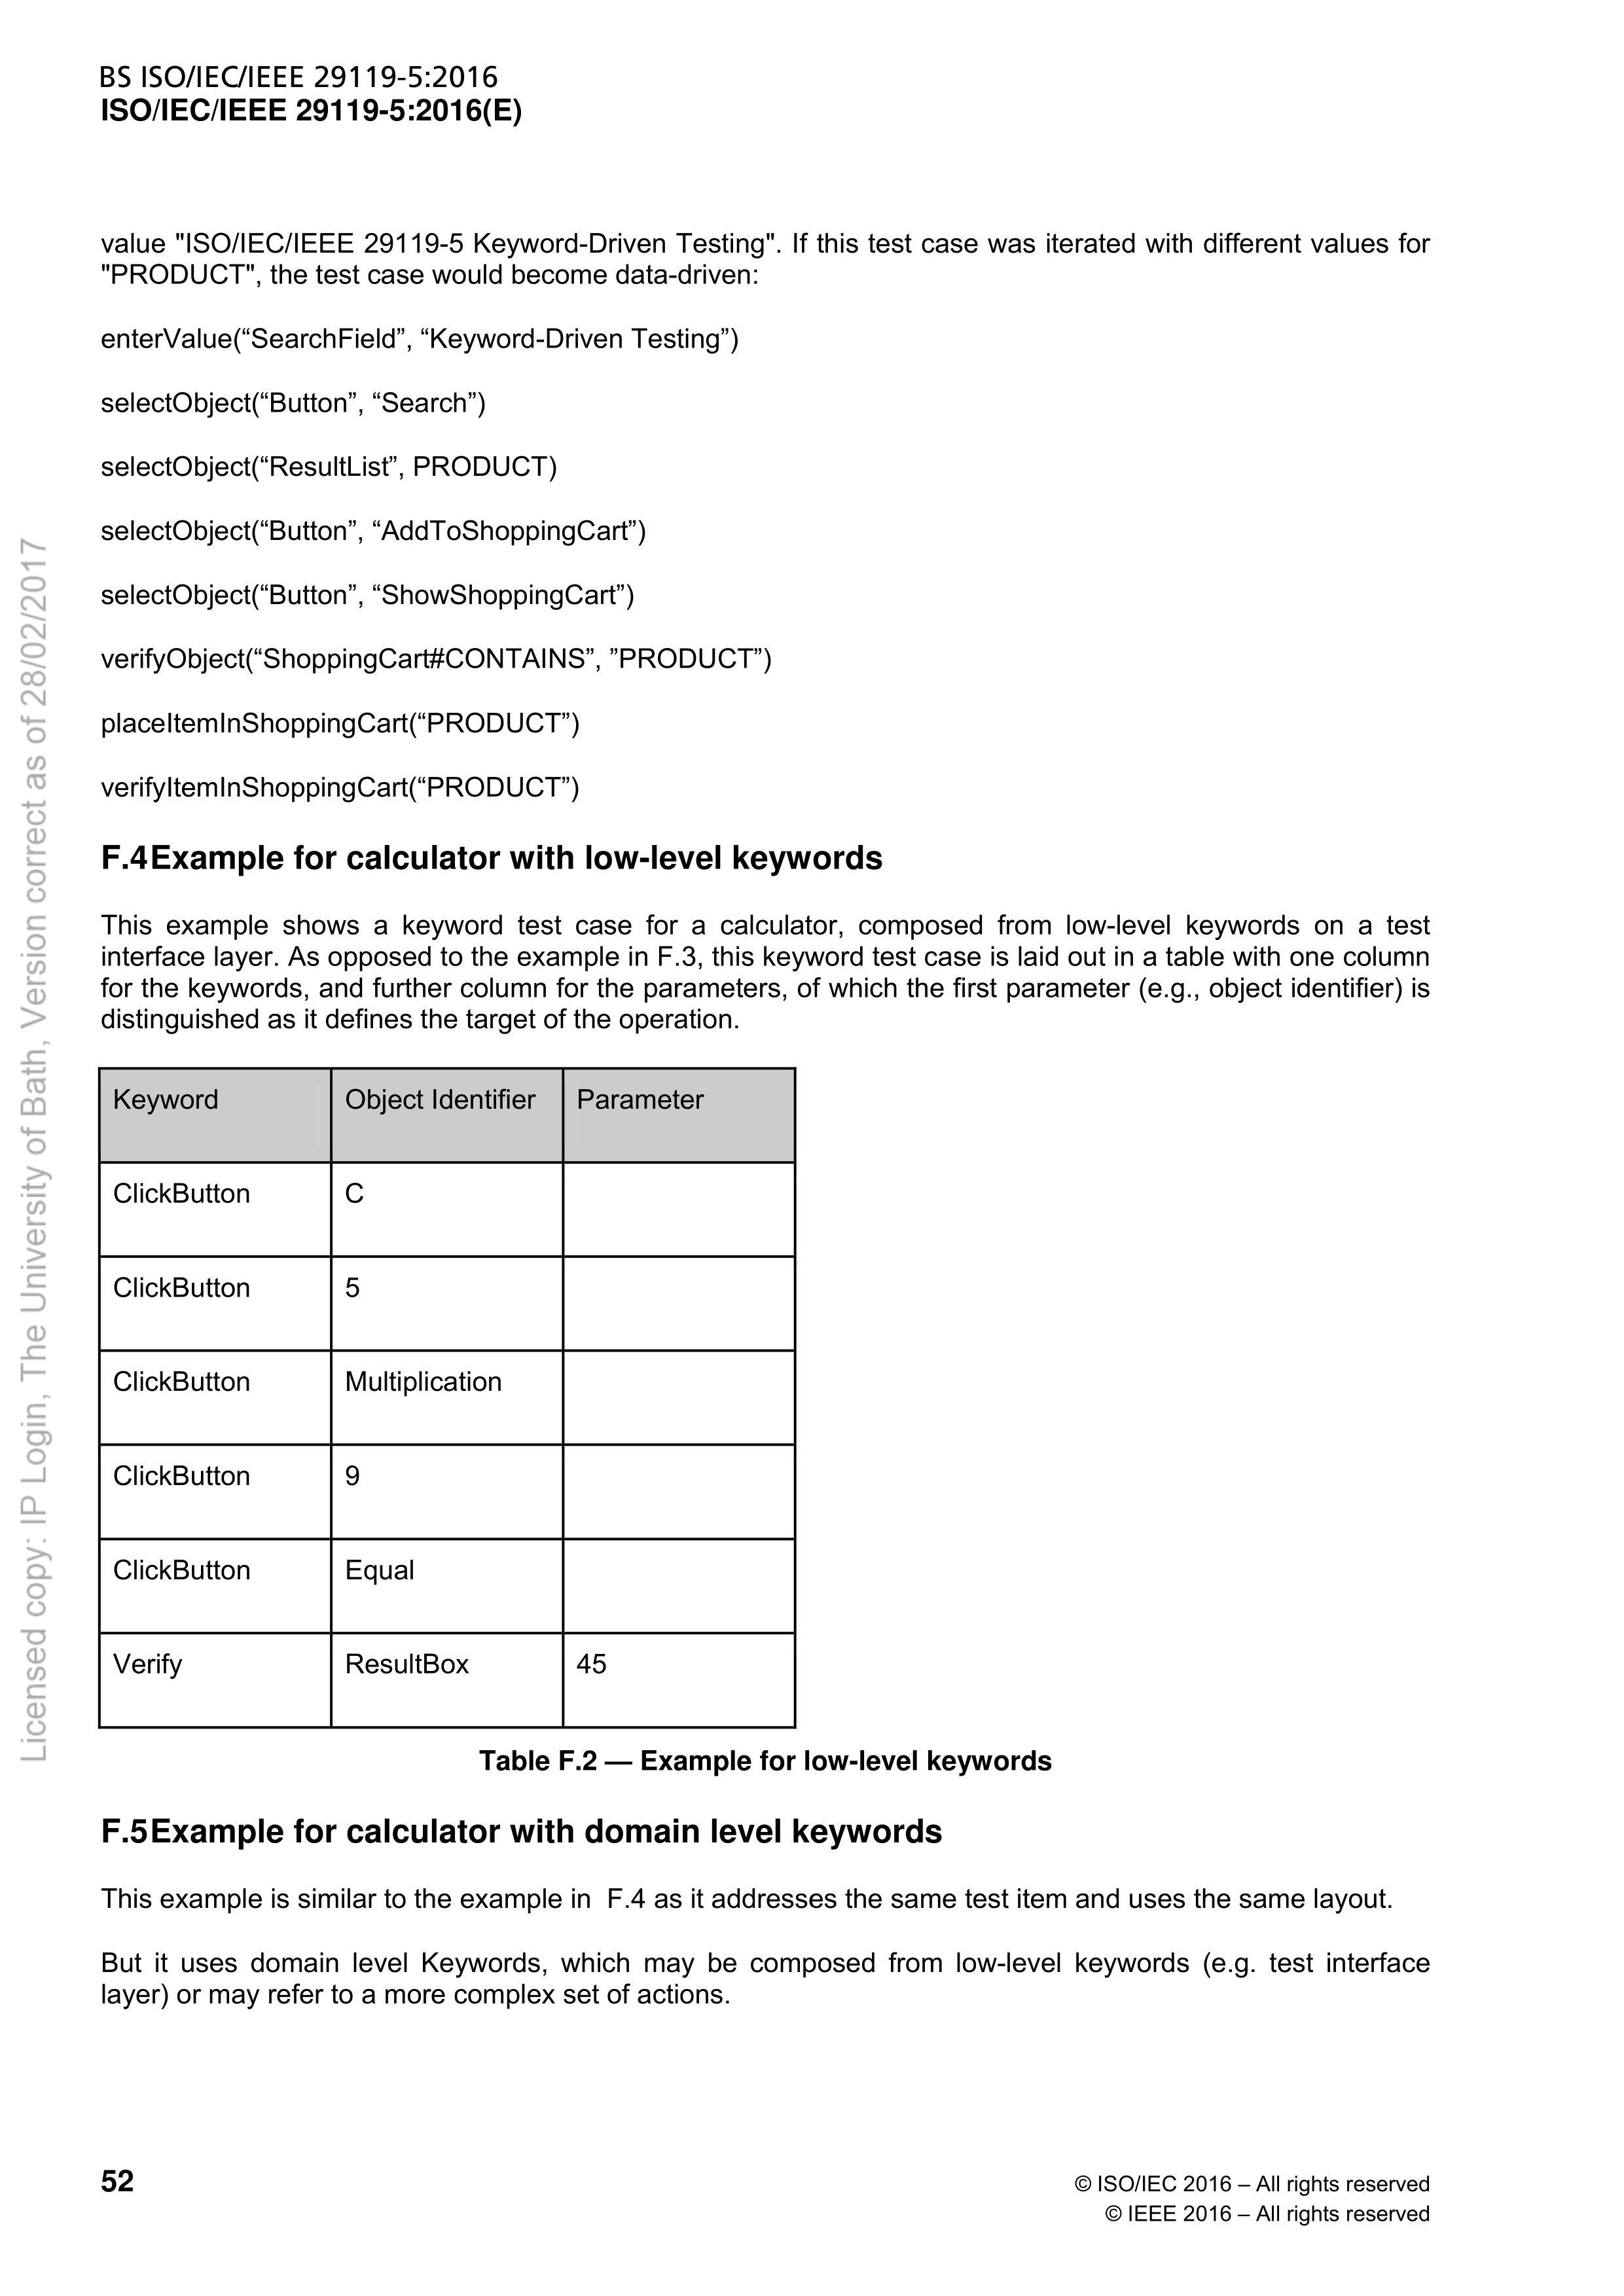 BS ISO/IEC/IEEE 29119-5:2016
ISO/IEC/IEEE 29119-5:2016(E)
value "ISO/IEC/IEEE 29119-5 Keyword-Driven Testing". If this test case was iterated with different values for
"PRODUCT", the test case would become data-driven:
enterValue(“SearchField”, “Keyword-Driven Testing”)
selectObject(“Button”, “Search”)
selectObject(“ResultList”, PRODUCT)
selectObject(“Button”, “AddToShoppingCart”)
selectObject(“Button”, “ShowShoppingCart”)
verifyObject(“ShoppingCart#CONTAINS”, ”PRODUCT”)
placeItemInShoppingCart(“PRODUCT”)
verifyItemInShoppingCart(“PRODUCT”)
F.4Example for calculator with low-level keywords
This example shows a keyword test case for a calculator, composed from low-level keywords on a test
interface layer. As opposed to the example in F.3, this keyword test case is laid out in a table with one column
for the keywords, and further column for the parameters, of which the first parameter (e.g., object identifier) is
distinguished as it defines the target of the operation.
Keyword Object Identifier Parameter
ClickButton C
ClickButton 5
ClickButton Multiplication
ClickButton 9
ClickButton Equal
Verify ResultBox 45
Table F.2 — Example for low-level keywords
F.5Example for calculator with domain level keywords
This example is similar to the example in  F.4 as it addresses the same test item and uses the same layout.
But it uses domain level Keywords, which may be composed from low-level keywords (e.g. test interface
layer) or may refer to a more complex set of actions.
52
© ISO/IEC 2016 – All rights reserved
© IEEE 2016 – All rights reserved
Licensed copy: IP Login, The University of Bath, Version correct as of 28/02/2017